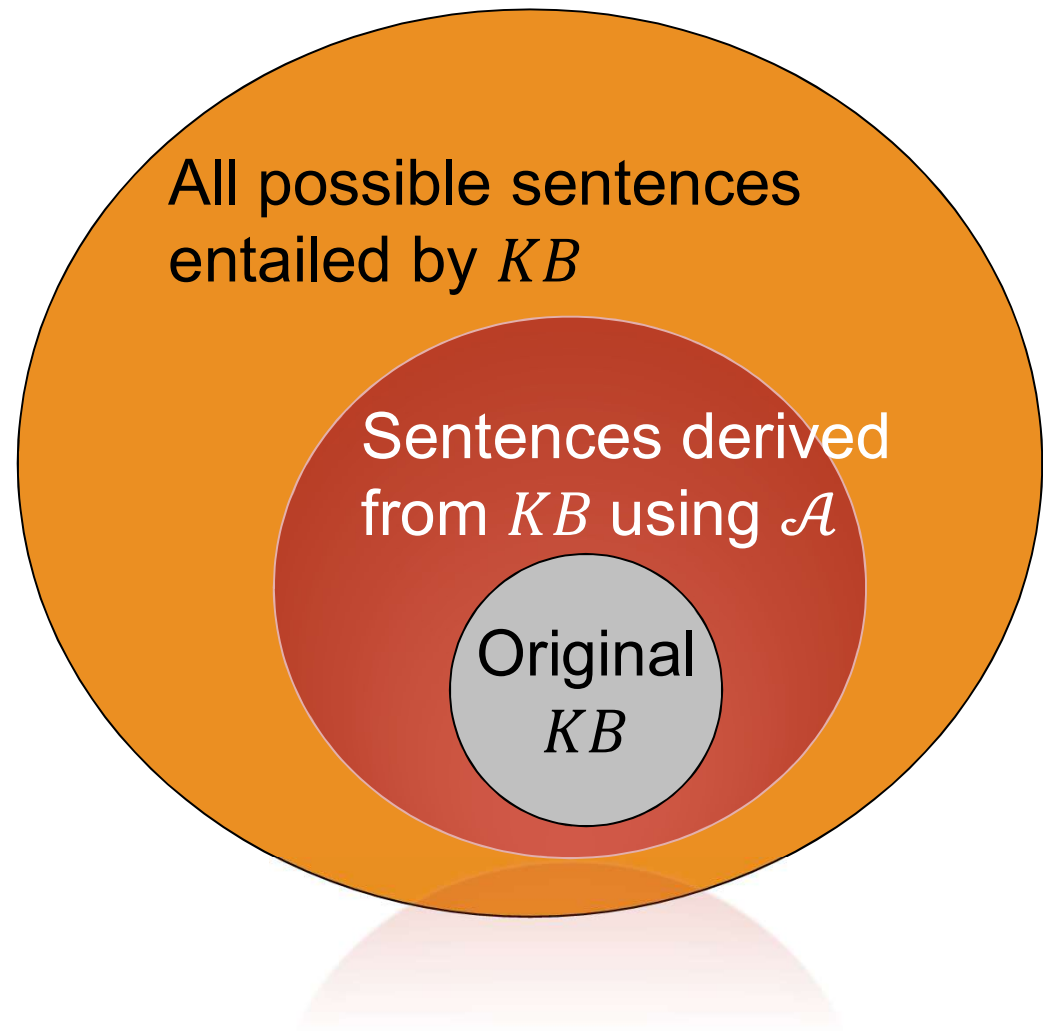 All possible sentences
entailed by 𝐾𝐵
Sentences derived
from 𝐾𝐵 using 𝒜
Original
𝐾𝐵